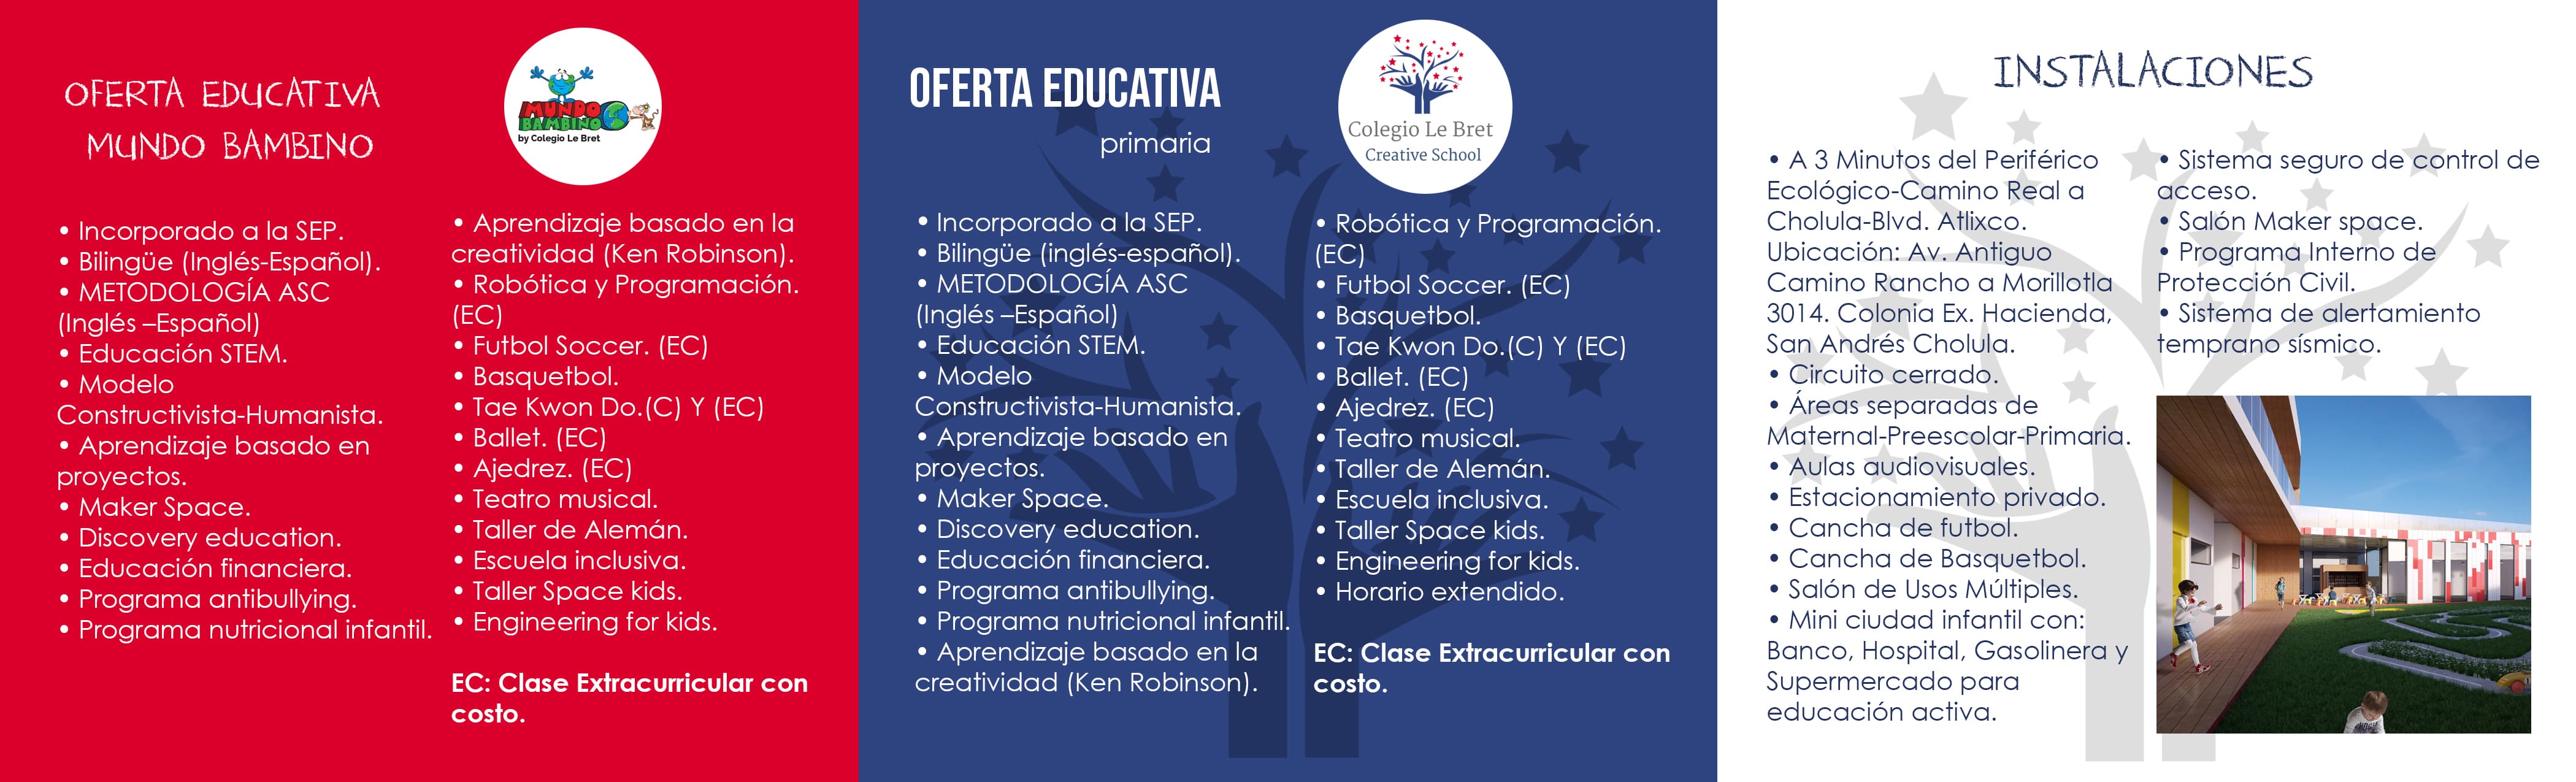 OFERTA EDUCATIVA
MUNDO BAMBINO
MUNDO
BAMBINO
by Colegio Le Bret
• Incorporado a la SEP.
• Bilingüe (Inglés-Español).
• METODOLOGÍA ASC
(Inglés –Español)
• Educación STEM.
• Modelo
Constructivista-Humanista.
• Aprendizaje basado en
proyectos.
• Maker Space.
• Discovery education.
• Educación financiera.
• Programa antibullying.
• Programa nutricional infantil.
• Aprendizaje basado en la
creatividad (Ken Robinson).
• Robótica y Programación.
(EC)
• Futbol Soccer. (EC)
• Basquetbol.
• Tae Kwon Do.(C) Y (EC)
• Ballet. (EC)
• Ajedrez. (EC)
• Teatro musical.
• Taller de Alemán.
• Escuela inclusiva.
• Taller Space kids.
• Engineering for kids.
EC: Clase Extracurricular con
costo.
OFERTA EDUCATIVA
primaria
Colegio Le Bret
Creative School
• Incorporado a la SEP.
• Bilingüe (inglés-español).
• METODOLOGÍA ASC
(Inglés –Español)
• Educación STEM.
• Modelo
Constructivista-Humanista.
• Aprendizaje basado en
proyectos.
• Maker Space.
• Discovery education.
• Educación financiera.
• Programa antibullying.
• Programa nutricional infantil.
• Aprendizaje basado en la
creatividad (Ken Robinson).
• Robótica y Programación.
(EC)
• Futbol Soccer. (EC)
• Basquetbol.
• Tae Kwon Do.(C) Y (EC)
• Ballet. (EC)
• Ajedrez. (EC)
• Teatro musical.
• Taller de Alemán.
• Escuela inclusiva.
• Taller Space kids.
• Engineering for kids.
• Horario extendido.
EC: Clase Extracurricular con
costo.
INSTALACIONES
• A 3 Minutos del Periférico
Ecológico-Camino Real a
Cholula-Blvd. Atlixco.
Ubicación: Av. Antiguo
Camino Rancho a Morillotla
3014. Colonia Ex. Hacienda,
San Andrés Cholula.
• Circuito cerrado.
• Áreas separadas de
Maternal-Preescolar-Primaria.
• Aulas audiovisuales.
• Estacionamiento privado.
• Cancha de futbol.
• Cancha de Basquetbol.
• Salón de Usos Múltiples.
• Mini ciudad infantil con:
Banco, Hospital, Gasolinera y
Supermercado para
educación activa.
• Sistema seguro de control de
acceso.
• Salón Maker space.
• Programa Interno de
Protección Civil.
• Sistema de alertamiento
temprano sísmico.